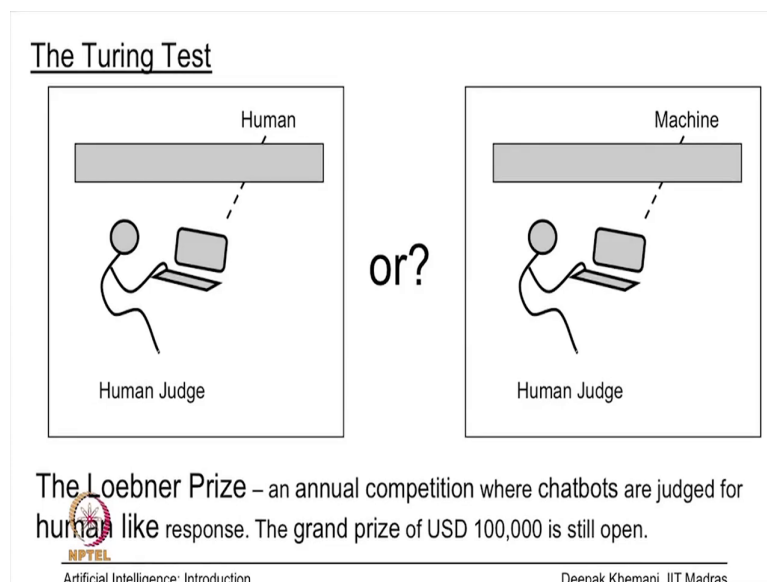 The Turing Test
Human
Machine
or?
Human Judge
Human Judge
The Loebner Prize – an annual competition where chatbots are judged for
human like response. The grand prize of USD 100,000 is still open.
NPTEL
Artificial Intelligence: Introduction
Deepak Khemani, IIT Madras